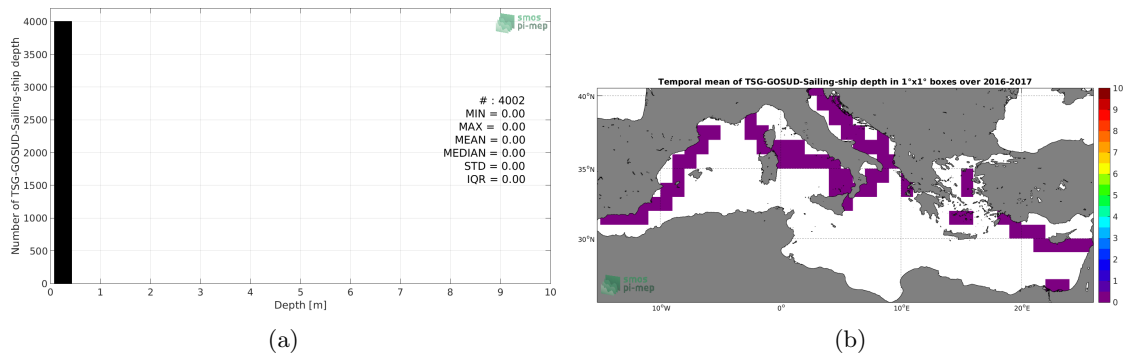 4000
3500
3000
2500
2000
1500
1000
500
0
Number of TSG-GOSUD-Sailing-ship depth
smos
pi-mep
# : 4002
MIN = 0.00
MAX = 0.00
MEAN = 0.00
MEDIAN = 0.00
STD = 0.00
IQR = 0.00
0 1 2 3 4 5 6 7 8 9 10
Depth [m]
(a)
Temporal mean of TSG-GOSUD-Sailing-ship depth in 1°x1° boxes over 2016-2017
40°N
35°N
30°N
10°W 0° 10°E 20°E
smos
pi-mep
10
9
8
7
6
5
4
3
2
1
0
(b)